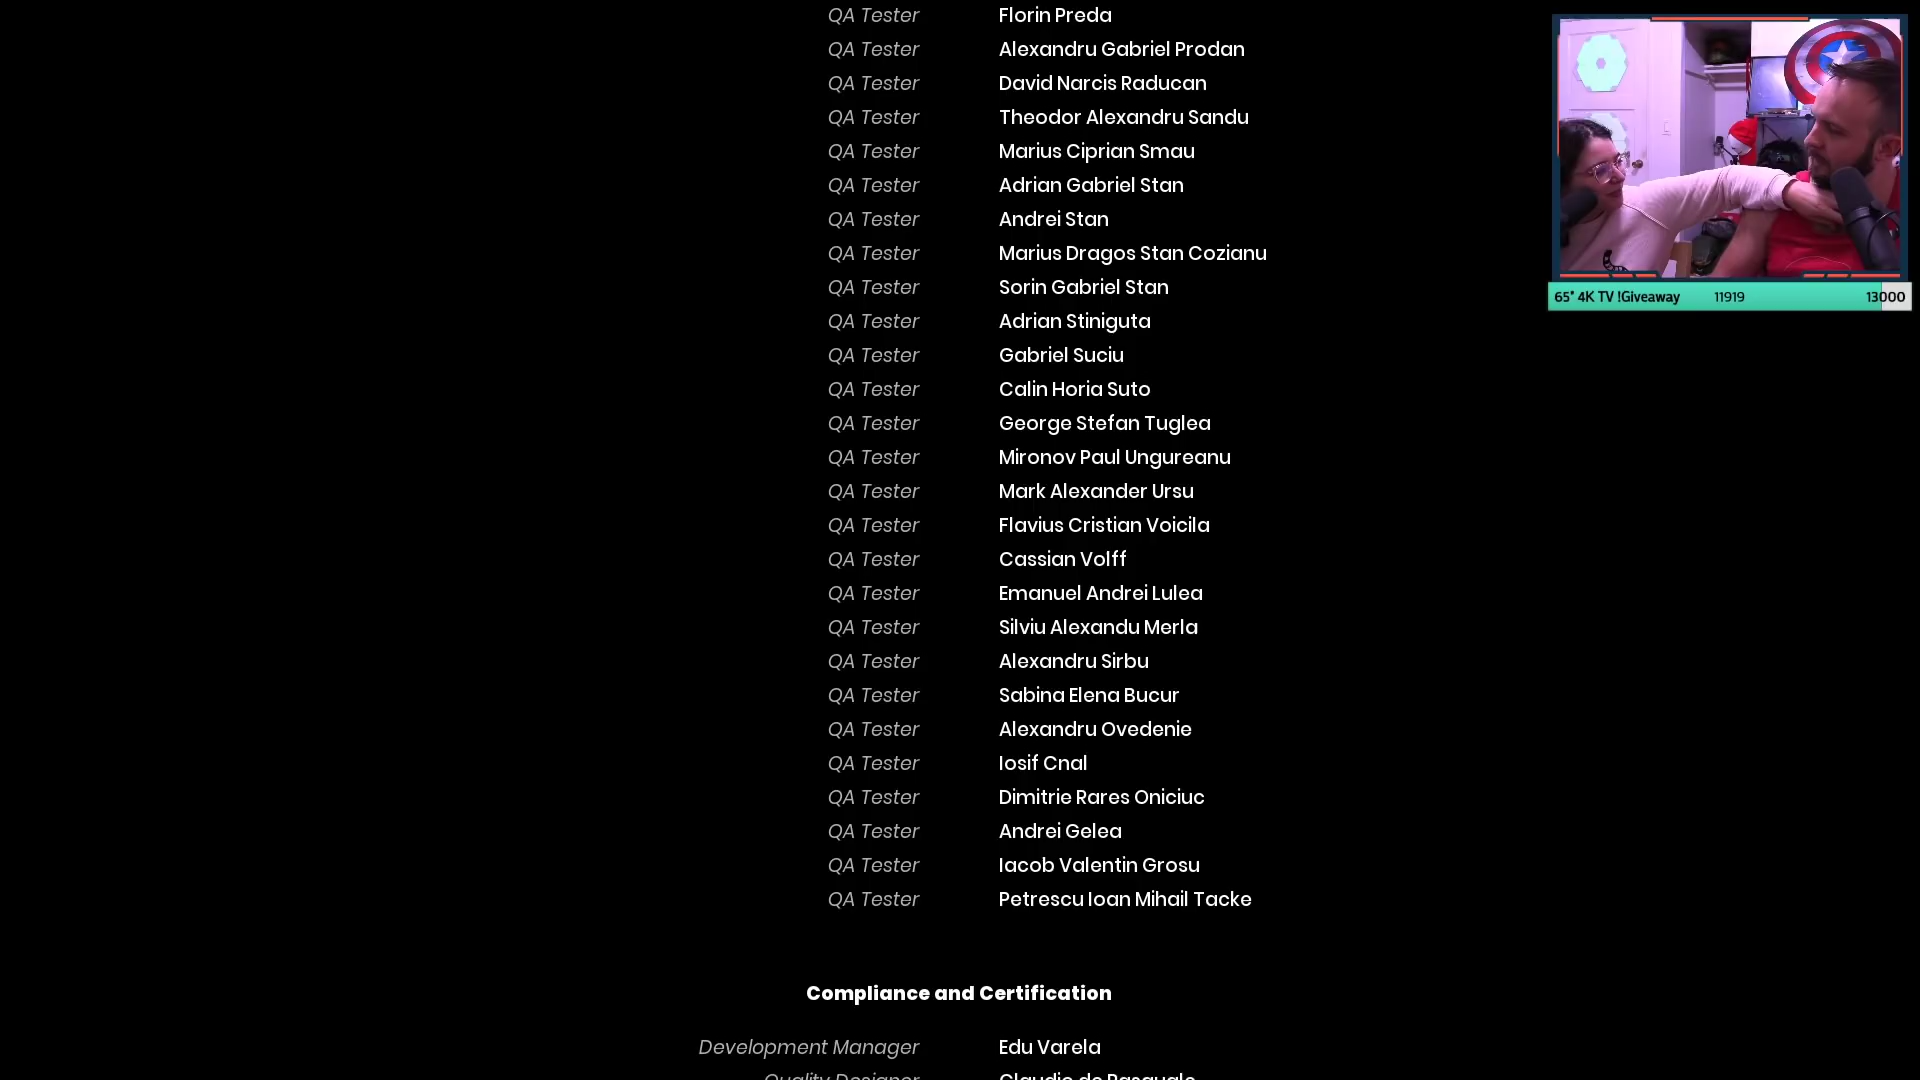 QA Tester Florin Preda
QA Tester Alexandru Gabriel Prodan
QA Tester David Narcis Raducan
QA Tester Theodor Alexandru Sandu
QA Tester Marius Ciprian Smau
QA Tester Adrian Gabriel Stan
QA Tester Andrei Stan
QA Tester Marius Dragos Stan Cozianu
QA Tester Sorin Gabriel Stan
QA Tester Adrian Stiniguta
QA Tester Gabriel Suciu
QA Tester Calin Horia Suto
QA Tester George Stefan Tuglea
QA Tester Mironov Paul Ungureanu
QA Tester Mark Alexander Ursu
QA Tester Flavius Cristian Voicila
QA Tester Cassian Volff
QA Tester Emanuel Andrei Lulea
QA Tester Silviu Alexandu Merla
QA Tester Alexandru Sirbu
QA Tester Sabina Elena Bucur
QA Tester Alexandru Ovedenie
QA Tester Iosif Cnal
QA Tester Dimitrie Rares Oniciuc
QA Tester Andrei Gelea
QA Tester Iacob Valentin Grosu
QA Tester Petrescu Ioan Mihail Tacke
Compliance and Certification
Development Manager Edu Varela
Quality Designer Claudio de Pasquale
65" 4K TV !Giveaway 11919 13000